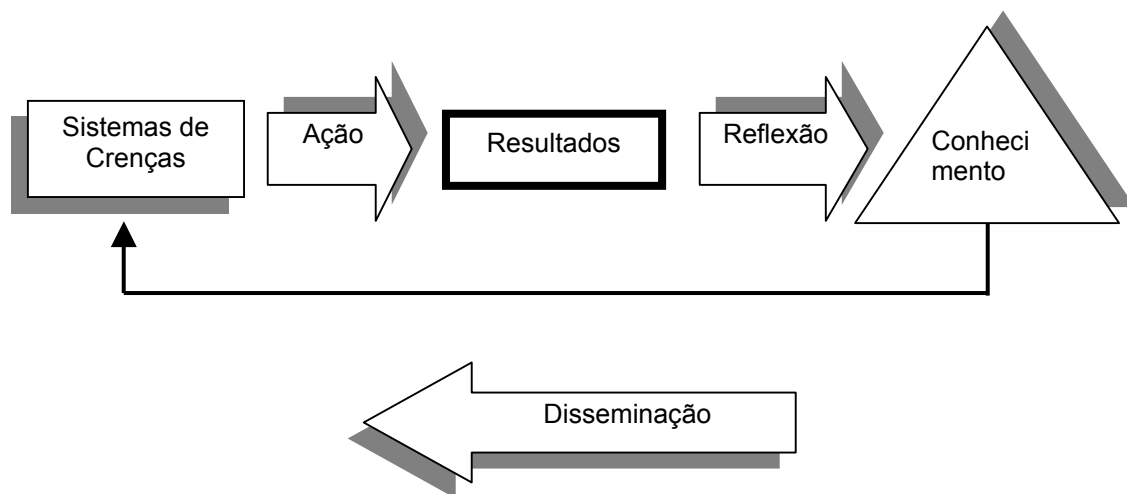 Sistemas de
Crenças
Ação
Resultados
Reflexão
Conheci
mento
Disseminação